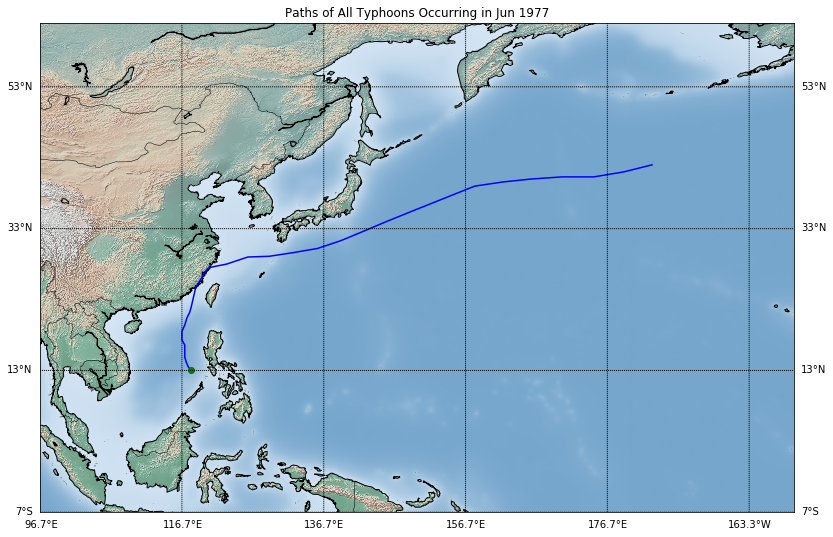 Paths of All Typhoons Occurring in Jun 1977
53°N 53°N
33°N 33°N
13°N 13°N
7°S 7°S
96.7°E 116.7°E 136.7°E 156.7°E 176.7°E 163.3°W